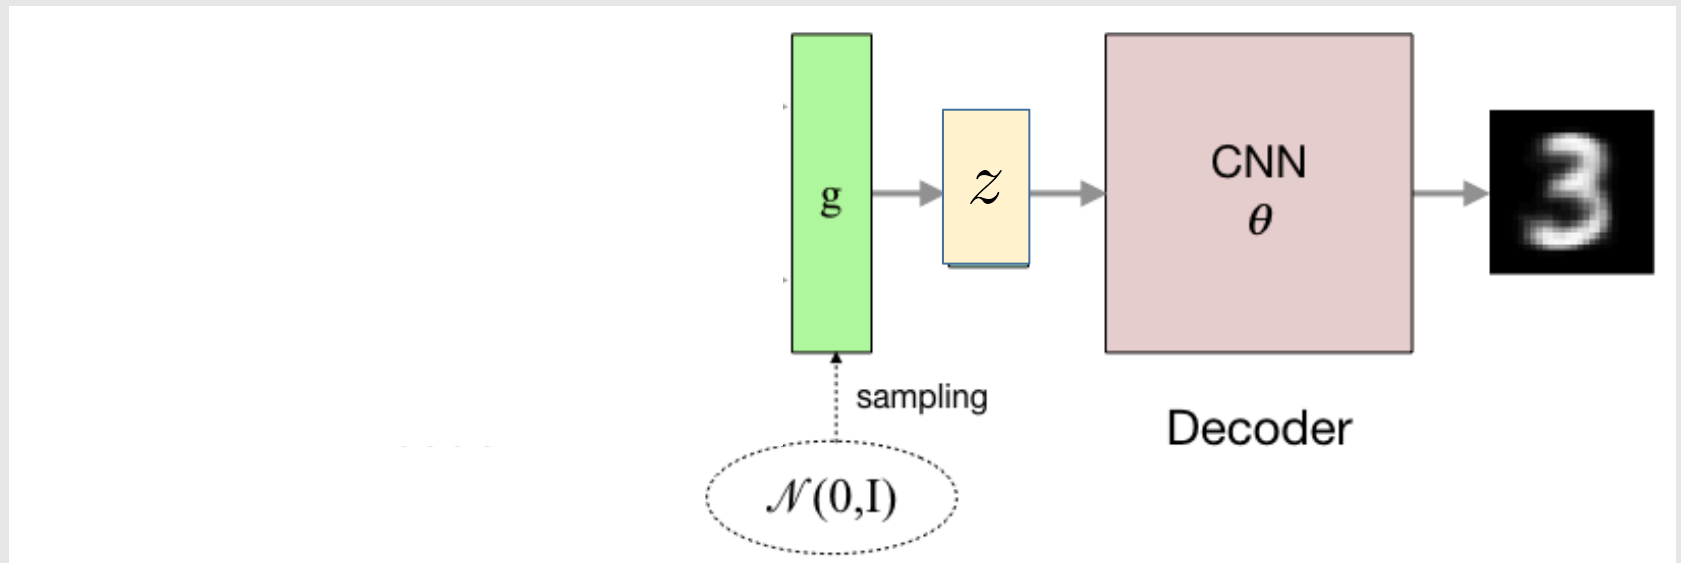 g
z
CNN
θ
3
sampling
Decoder
𝒩(0,I)